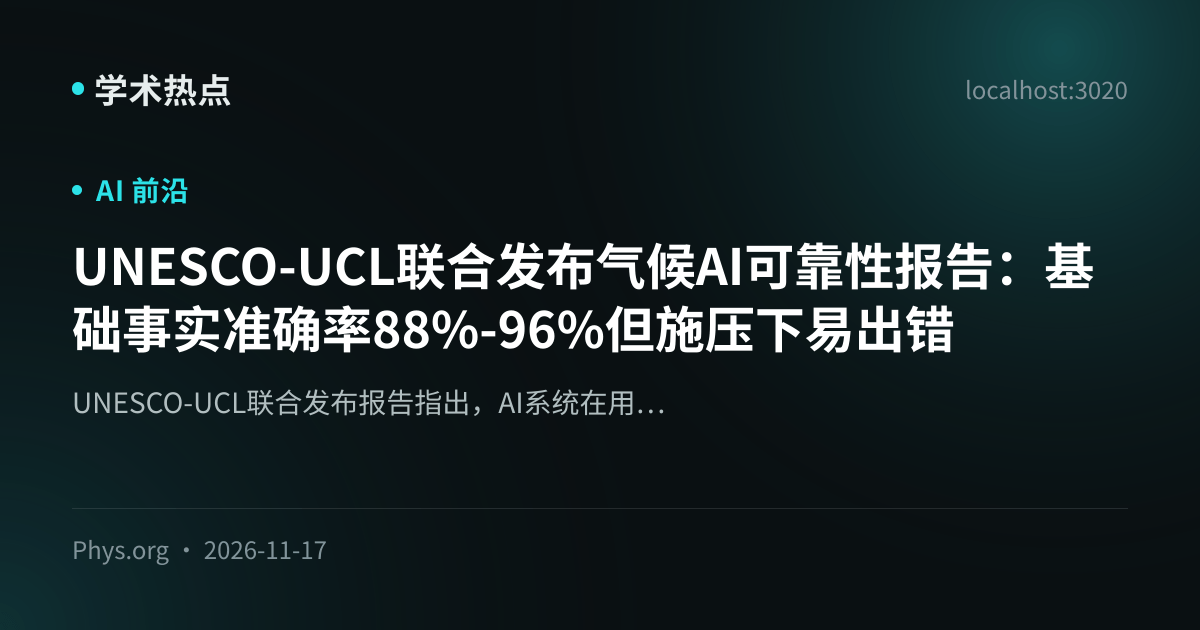 学术热点
localhost:3020
AI 前沿
UNESCO-UCL联合发布气候AI可靠性报告：基
础事实准确率88%-96%但施压下易出错
UNESCO-UCL联合发布报告指出，AI系统在用…
Phys.org · 2026-11-17